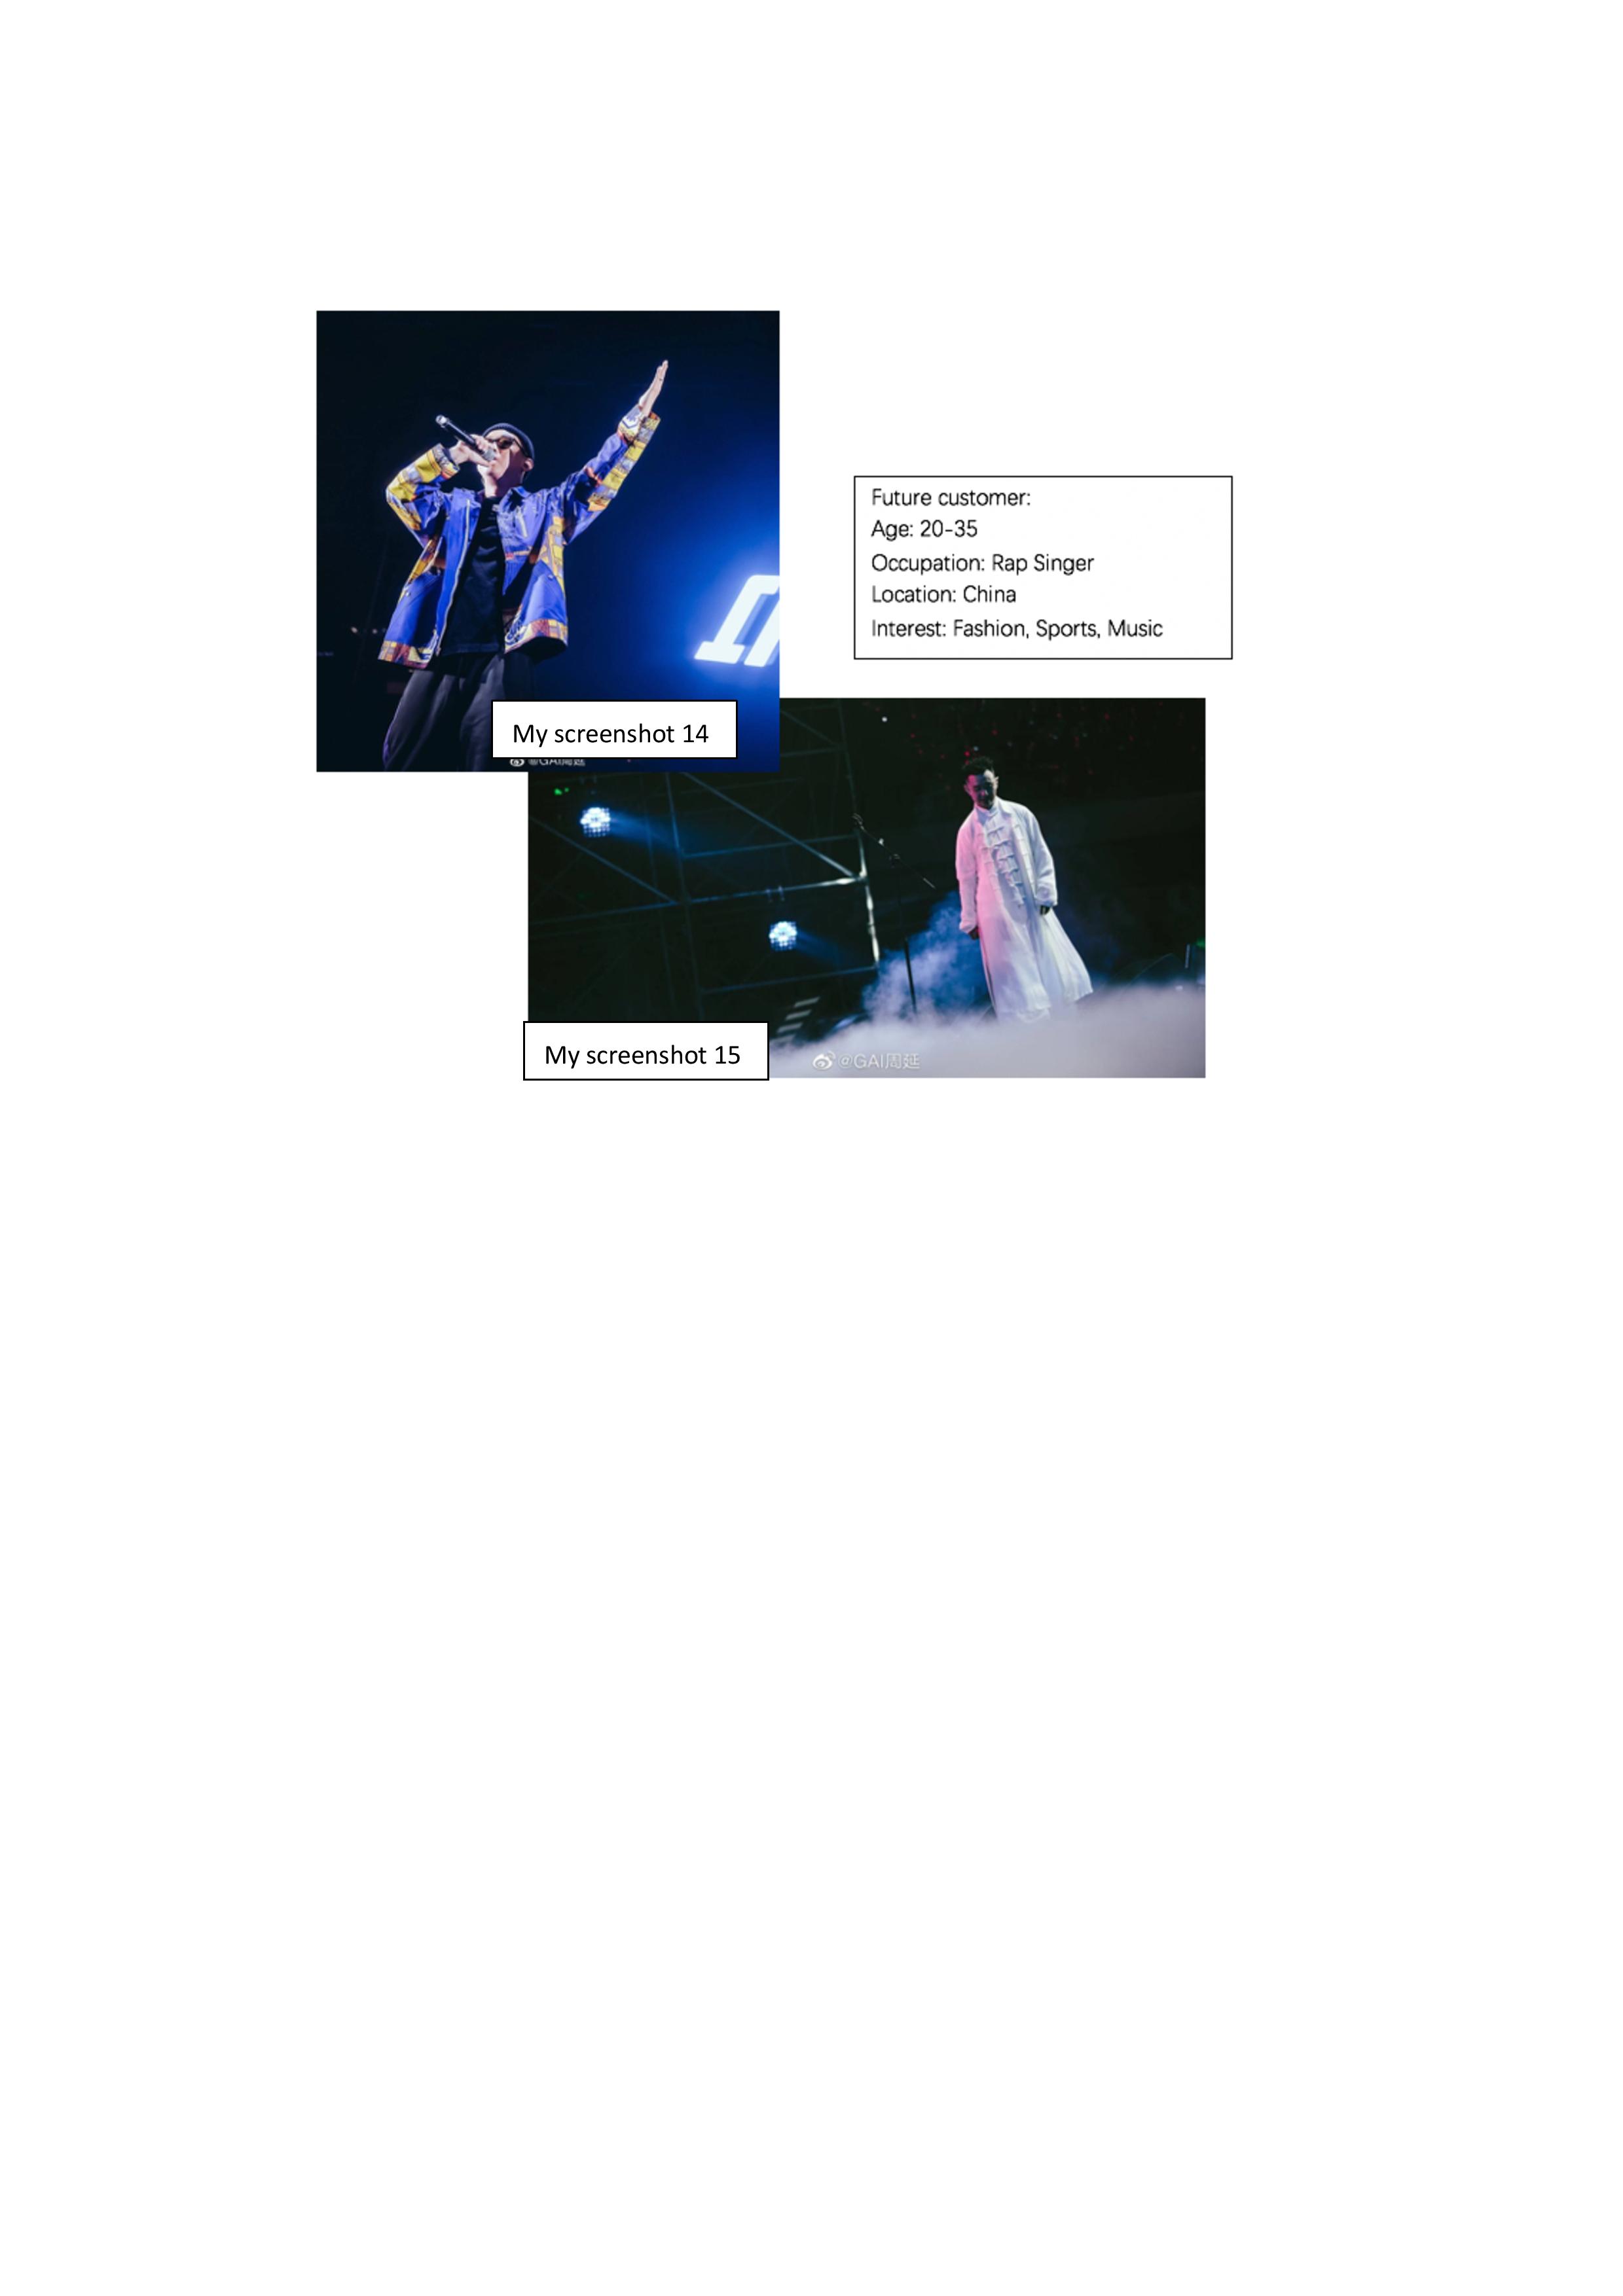 Future customer:
Age: 20-35
Occupation: Rap Singer
Location: China
Interest: Fashion, Sports, Music
My screenshot 14
@GAI周延
My screenshot 15
@GAI周延